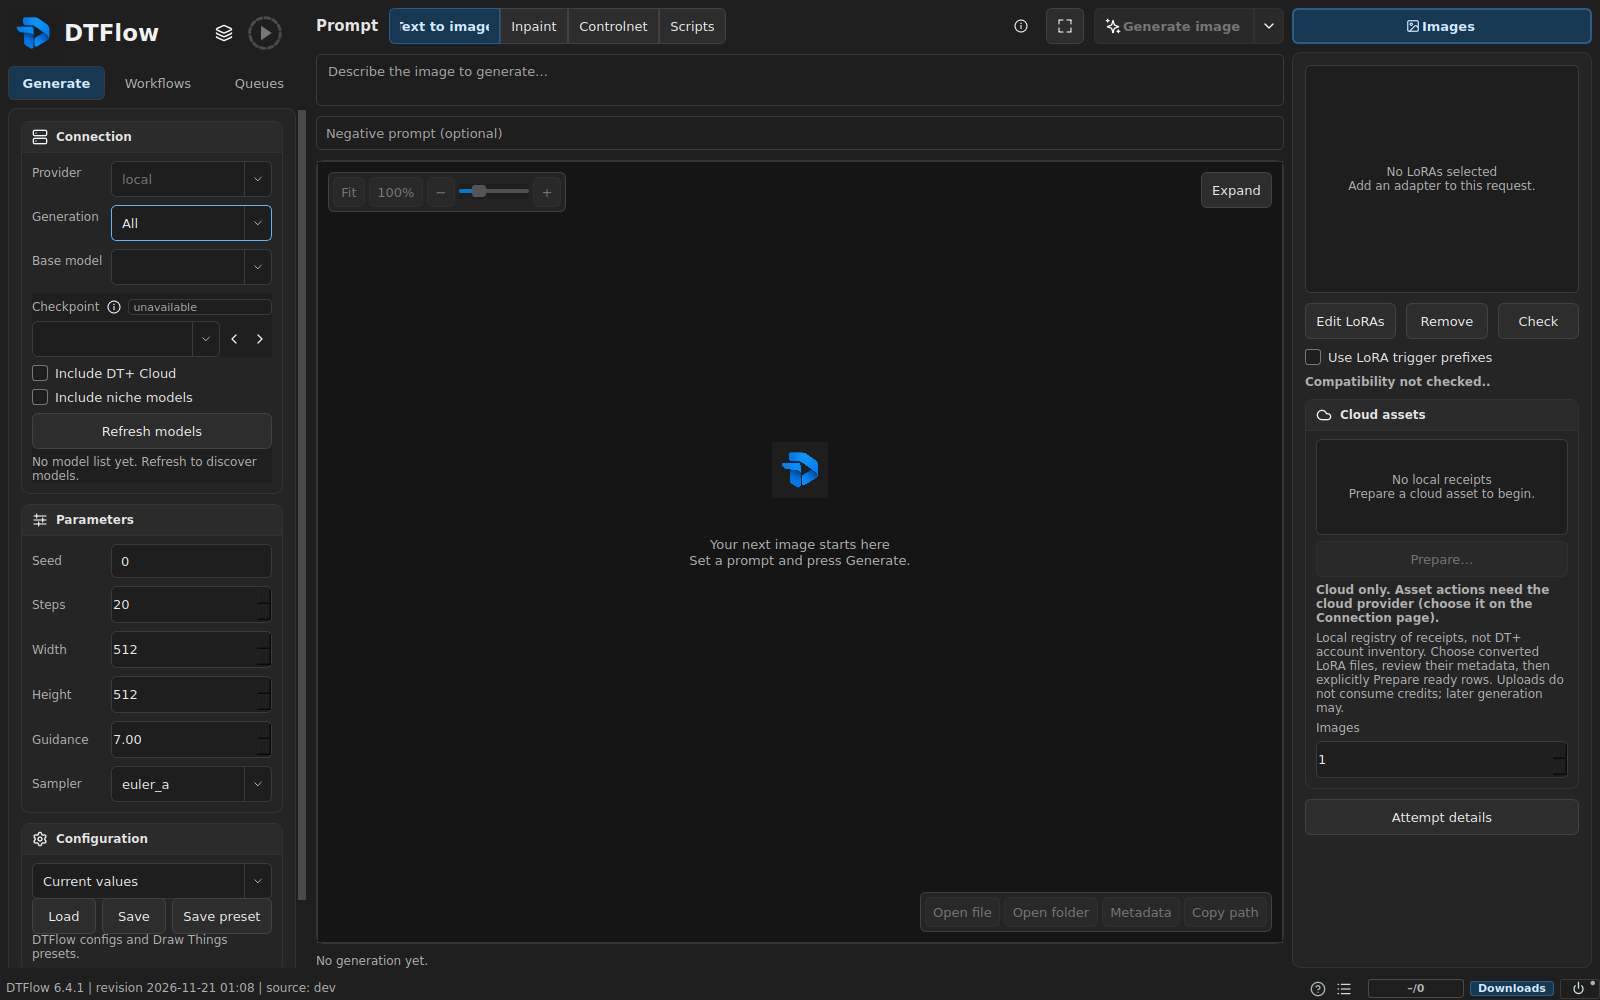 DTFlow
Generate
Workflows
Queues
Connection
Provider
local
Generation
All
Base model
Checkpoint
unavailable
Include DT+ Cloud
Include niche models
Refresh models
No model list yet. Refresh to discover
models.
Parameters
Seed
0
Steps
20
Width
512
Height
512
Guidance
7.00
Sampler
euler_a
Configuration
Current values
Load
Save
Save preset
DTFlow configs and Draw Things
presets.
Prompt
Text to image
Inpaint
Controlnet
Scripts
Generate image
Describe the image to generate...
Negative prompt (optional)
Fit
100%
−
+
Expand
Your next image starts here
Set a prompt and press Generate.
Open file
Open folder
Metadata
Copy path
No generation yet.
Images
No LoRAs selected
Add an adapter to this request.
Edit LoRAs
Remove
Check
Use LoRA trigger prefixes
Compatibility not checked..
Cloud assets
No local receipts
Prepare a cloud asset to begin.
Prepare...
Cloud only. Asset actions need the
cloud provider (choose it on the
Connection page).
Local registry of receipts, not DT+
account inventory. Choose converted
LoRA files, review their metadata, then
explicitly Prepare ready rows. Uploads do
not consume credits; later generation
may.
Images
1
Attempt details
DTFlow 6.4.1 | revision 2026-11-21 01:08 | source: dev
-/0
Downloads